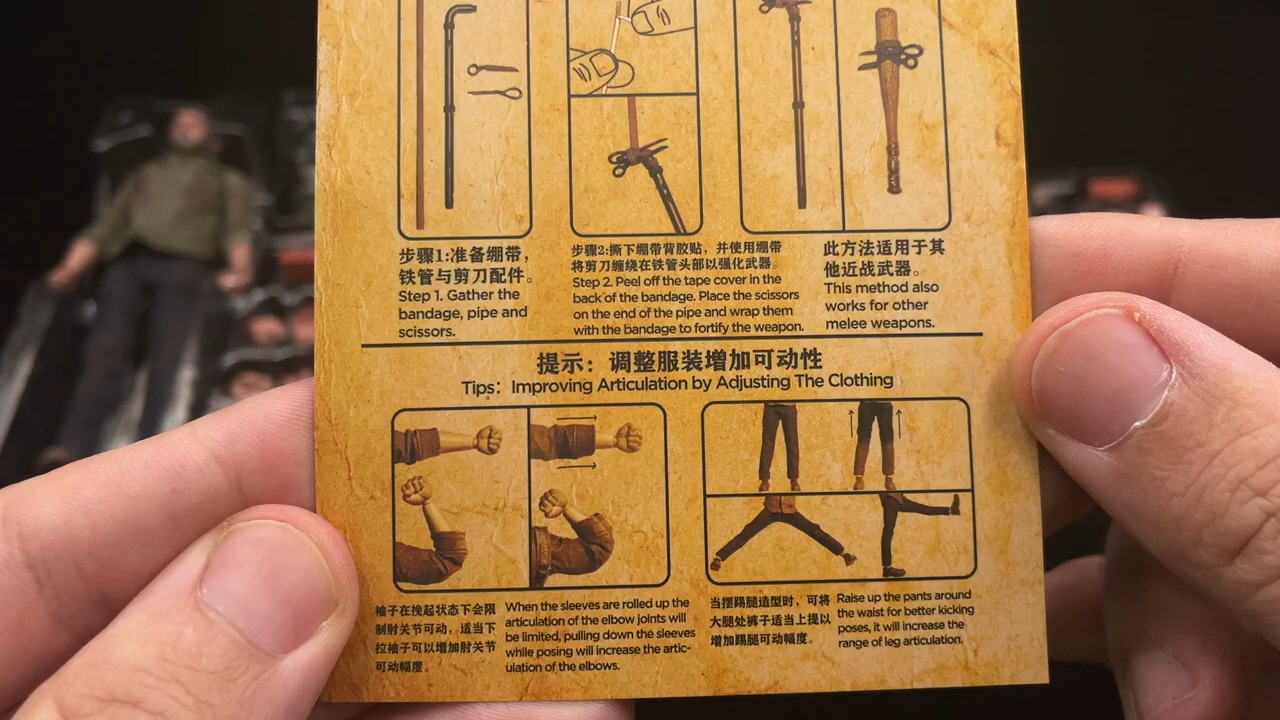 步骤1:准备绷带，
铁管与剪刀配件。
Step 1. Gather the
bandage, pipe and
scissors.
步骤2:撕下绷带背胶贴，并使用绷带
将剪刀缠绕在铁管头部以强化武器。
Step 2. Peel off the tape cover in the
back of the bandage. Place the scissors
on the end of the pipe and wrap them
with the bandage to fortify the weapon.
此方法适用于其
他近战武器。
This method also
works for other
melee weapons.
提示：调整服装增加可动性
Tips: Improving Articulation by Adjusting The Clothing
袖子在挽起状态下会限
制肘关节可动，适当下
拉袖子可以增加肘关节
可动幅度。
When the sleeves are rolled up the
articulation of the elbow joints will
be limited, pulling down the sleeves
while posing will increase the artic-
ulation of the elbows.
当摆踢腿造型时，可将
大腿处裤子适当上提以
增加踢腿可动幅度。
Raise up the pants around
the waist for better kicking
poses, it will increase the
range of leg articulation.